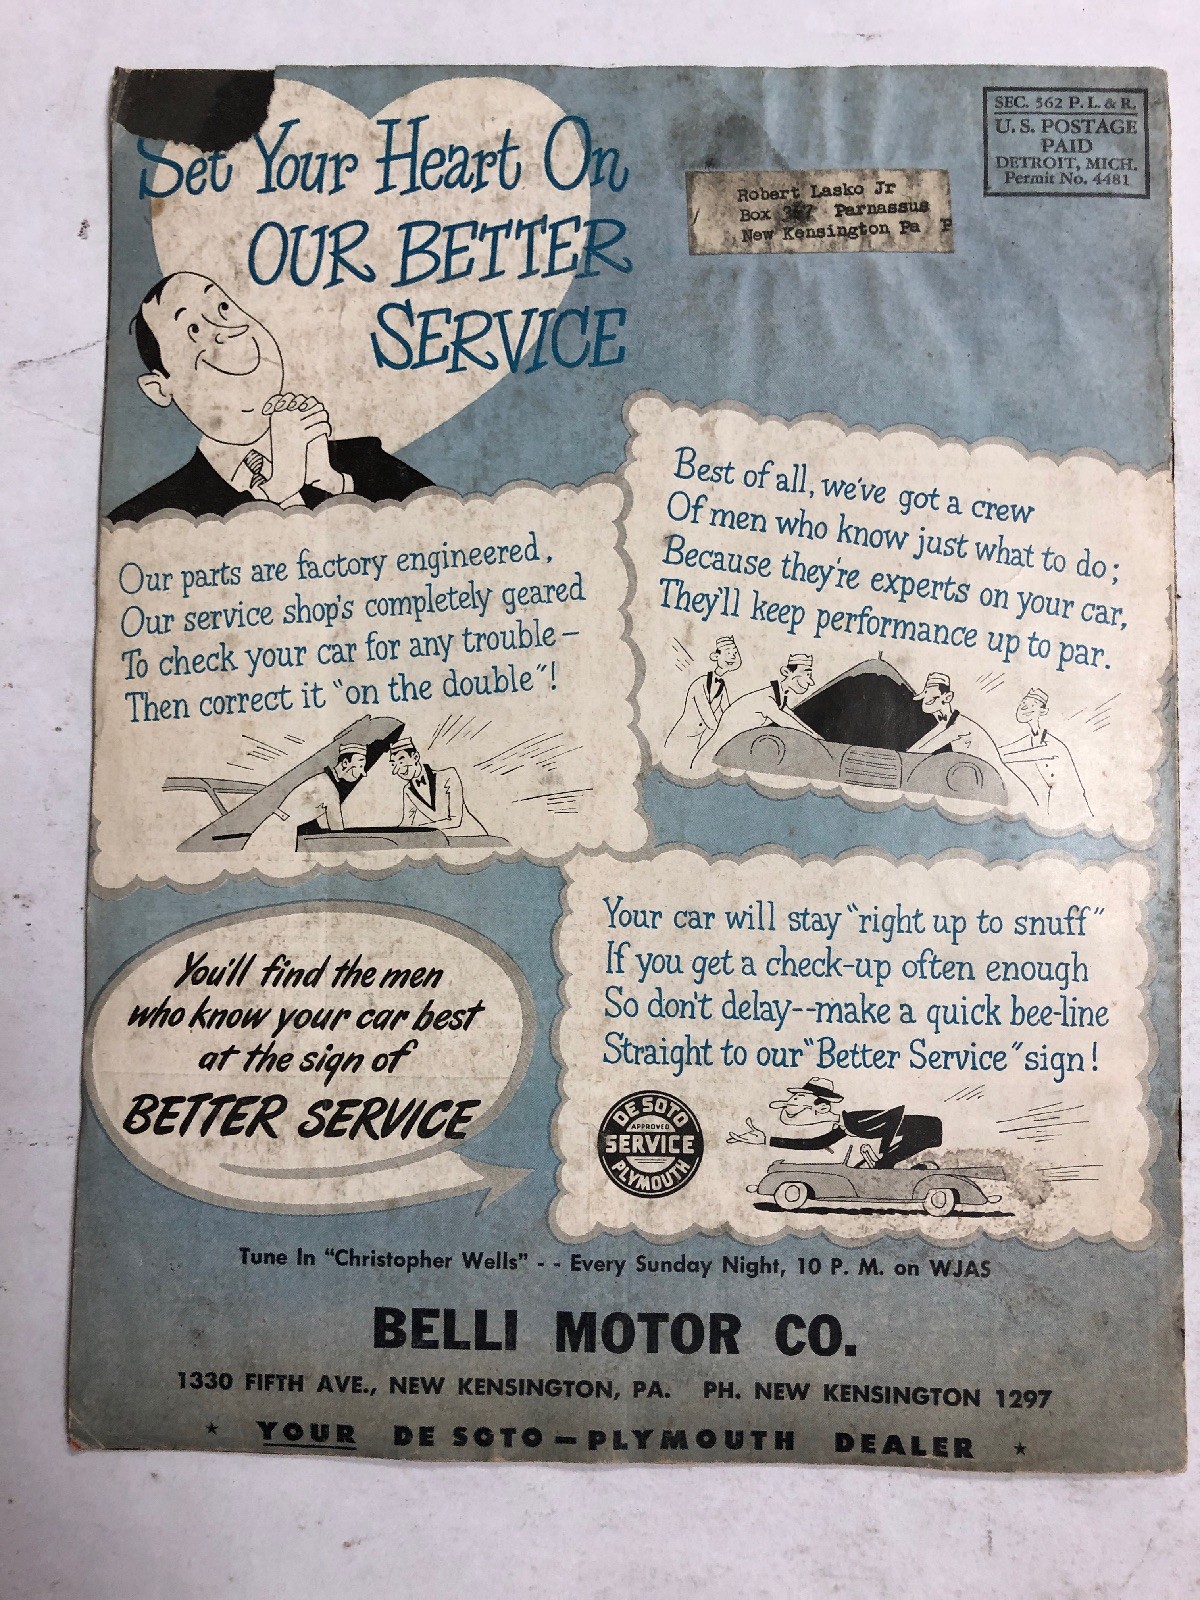 Set Your Heart On
OUR BETTER
SERVICE
SEC. 562 P. L. & R.
U. S. POSTAGE
PAID
DETROIT, MICH.
Permit No. 4481
Robert Lasko Jr
Box Parnassus
New Kensington Pa P
Best of all, we've got a crew
Of men who know just what to do;
Because they're experts on your car,
They'll keep performance up to par.
Our parts are factory engineered,
Our service shop's completely geared
To check your car for any trouble—
Then correct it "on the double"!
You'll find the men
who know your car best
at the sign of
BETTER SERVICE
Your car will stay "right up to snuff"
If you get a check-up often enough
So don't delay--make a quick bee-line
Straight to our "Better Service" sign!
DE SOTO
APPROVED
SERVICE
PLYMOUTH
Tune In "Christopher Wells" - - Every Sunday Night, 10 P. M. on WJAS
BELLI MOTOR CO.
1330 FIFTH AVE., NEW KENSINGTON, PA. PH. NEW KENSINGTON 1297
★ YOUR DE SOTO—PLYMOUTH DEALER ★